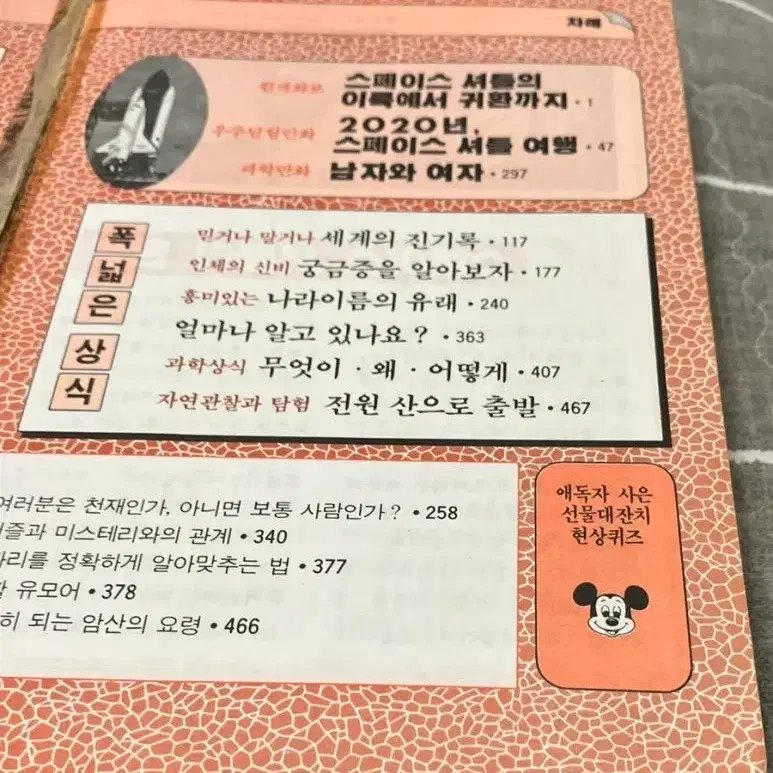 차례
원색화보 스페이스 셔틀의
이륙에서 귀환까지 • 1
우주탐험만화 2020년,
스페이스 셔틀 여행 • 47
과학만화 남자와 여자 • 297
폭넓은 상식
믿거나 말거나 세계의 진기록 • 117
인체의 신비 궁금증을 알아보자 • 177
흥미있는 나라이름의 유래 • 240
얼마나 알고 있나요? • 363
과학상식 무엇이 · 왜 · 어떻게 • 407
자연관찰과 탐험 전원 산으로 출발 • 467
여러분은 천재인가, 아니면 보통 사람인가? • 258
미스테리와의 관계 • 340
정확하게 알아맞추는 법 • 377
유모어 • 378
되는 암산의 요령 • 466
애독자 사은
선물대잔치
현상퀴즈